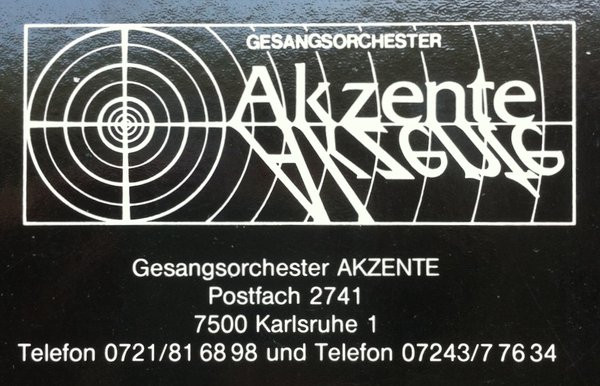 GESANGSORCHESTER
Akzente
Gesangsorchester AKZENTE
Postfach 2741
7500 Karlsruhe 1
Telefon 0721/81 68 98 und Telefon 07243/7 76 34